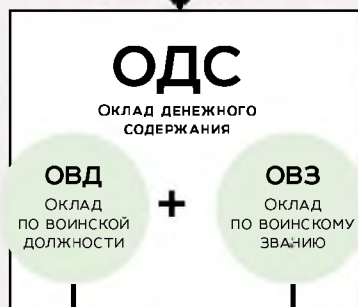 ОДС
Оклад денежного
содержания
ОВД
Оклад
по воинской
должности
+
ОВЗ
Оклад
по воинскому
званию